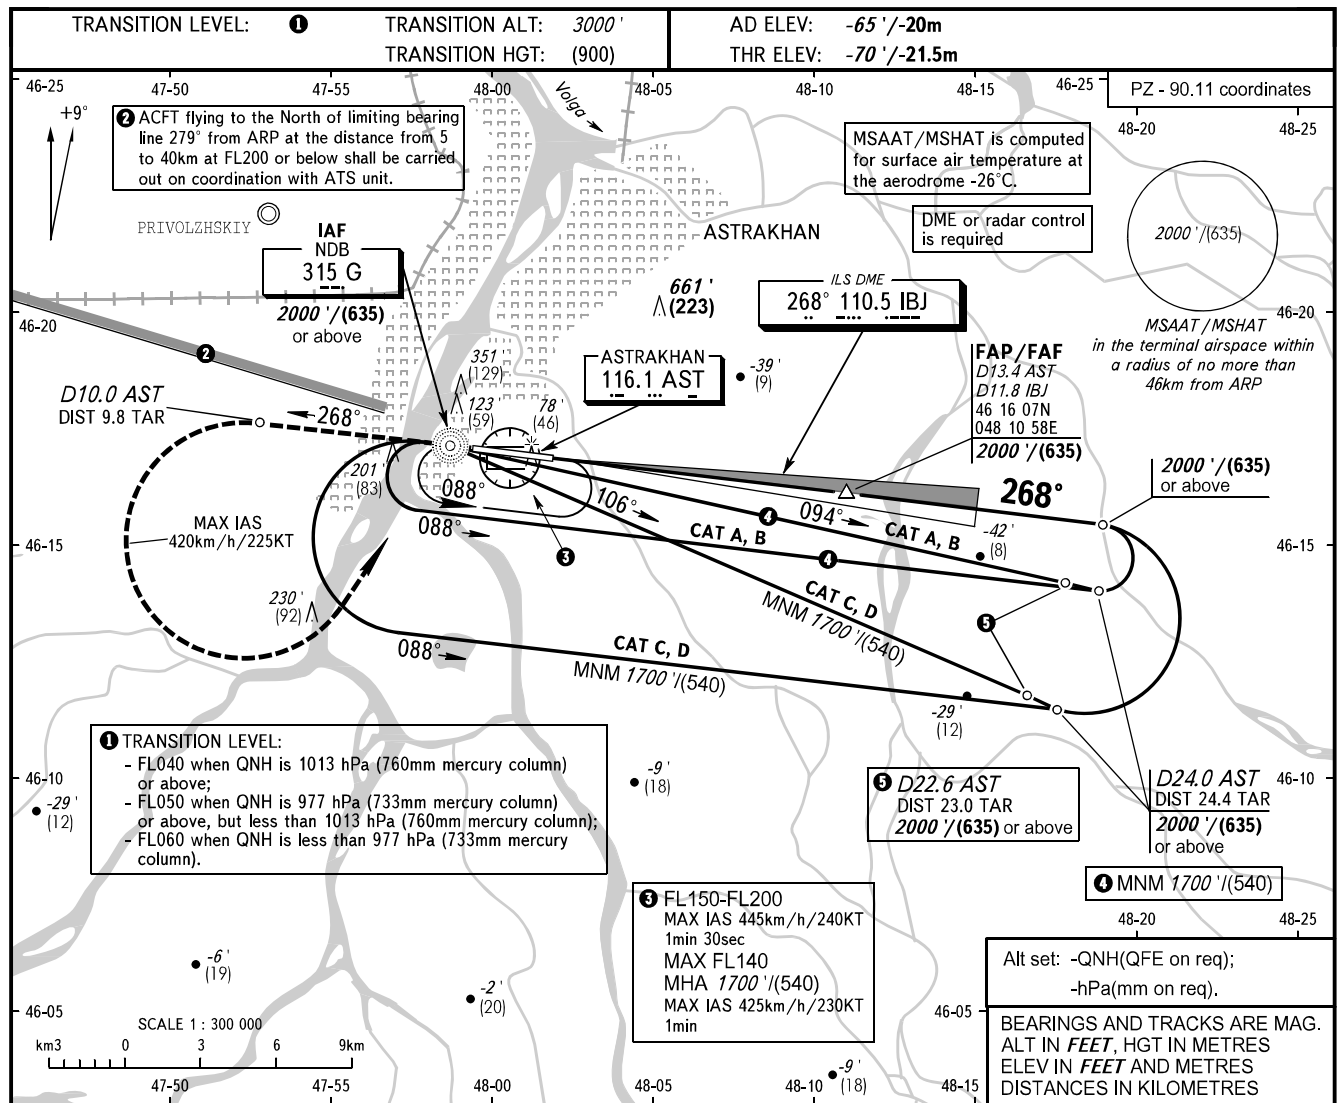 TRANSITION LEVEL: ❶ TRANSITION ALT: 3000 '
TRANSITION HGT: (900)
AD ELEV: -65 '/-20m
THR ELEV: -70 '/-21.5m
46-25 47-50 47-55 48-00 48-05 48-10 48-15 46-25
PZ - 90.11 coordinates
48-20 48-25
+9°
❷ ACFT flying to the North of limiting bearing
line 279° from ARP at the distance from 5
to 40km at FL200 or below shall be carried
out on coordination with ATS unit.
Volga
MSAAT/MSHAT is computed
for surface air temperature at
the aerodrome -26°C.
DME or radar control
is required
2000 '/(635)
MSAAT/MSHAT
in the terminal airspace within
a radius of no more than
46km from ARP
PRIVOLZHSKIY
ASTRAKHAN
IAF
NDB
315 G
2000 '/(635)
or above
661 '
(223)
ILS DME
268° 110.5 IBJ
46-20
46-20
❷
ASTRAKHAN
116.1 AST
351 '
(129)
123 '
(59)
78 '
(46)
-39 '
(9)
FAP/FAF
D13.4 AST
D11.8 IBJ
46 16 07N
048 10 58E
2000 '/(635)
D10.0 AST
DIST 9.8 TAR
268°
201 '
(83)
2000 '/(635)
or above
268°
MAX IAS
420km/h/225KT
088°
088°
106°
094°
❹
CAT A, B
CAT A, B
❹
❸
-42 '
(8)
46-15
46-15
230 '
(92)
CAT C, D
MNM 1700 '/(540)
❺
088°
CAT C, D
MNM 1700 '/(540)
-29 '
(12)
❶ TRANSITION LEVEL:
- FL040 when QNH is 1013 hPa (760mm mercury column)
or above;
- FL050 when QNH is 977 hPa (733mm mercury column)
or above, but less than 1013 hPa (760mm mercury column);
- FL060 when QNH is less than 977 hPa (733mm mercury
column).
46-10
46-10
-29 '
(12)
-9 '
(18)
❺ D22.6 AST
DIST 23.0 TAR
2000 '/(635) or above
D24.0 AST
DIST 24.4 TAR
2000 '/(635)
or above
❹ MNM 1700 '/(540)
❸ FL150-FL200
MAX IAS 445km/h/240KT
1min 30sec
MAX FL140
MHA 1700 '/(540)
MAX IAS 425km/h/230KT
1min
48-20 48-25
-6 '
(19)
-2 '
(20)
Alt set: -QNH(QFE on req);
-hPa(mm on req).
46-05
46-05
SCALE 1 : 300 000
km3 0 3 6 9km
-9 '
(18)
BEARINGS AND TRACKS ARE MAG.
ALT IN FEET, HGT IN METRES
ELEV IN FEET AND METRES
DISTANCES IN KILOMETRES
47-50 47-55 48-00 48-05 48-10 48-15